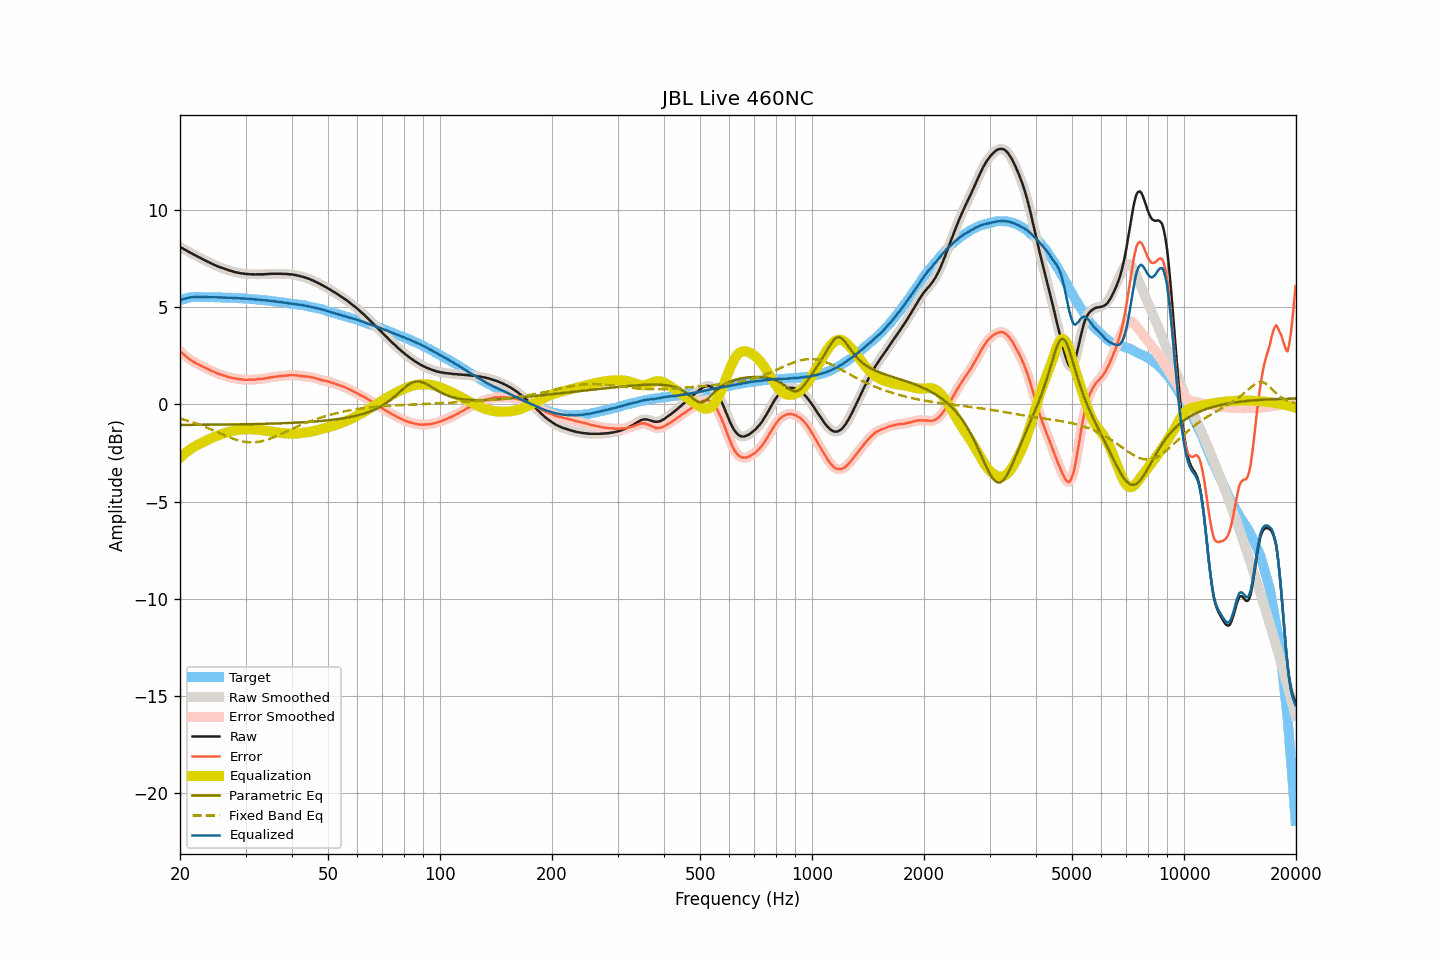 JBL Live 460NC
Amplitude (dBr)
10
5
0
−5
−10
−15
−20
Target
Raw Smoothed
Error Smoothed
Raw
Error
Equalization
Parametric Eq
Fixed Band Eq
Equalized
20 50 100 200 500 1000 2000 5000 10000 20000
Frequency (Hz)